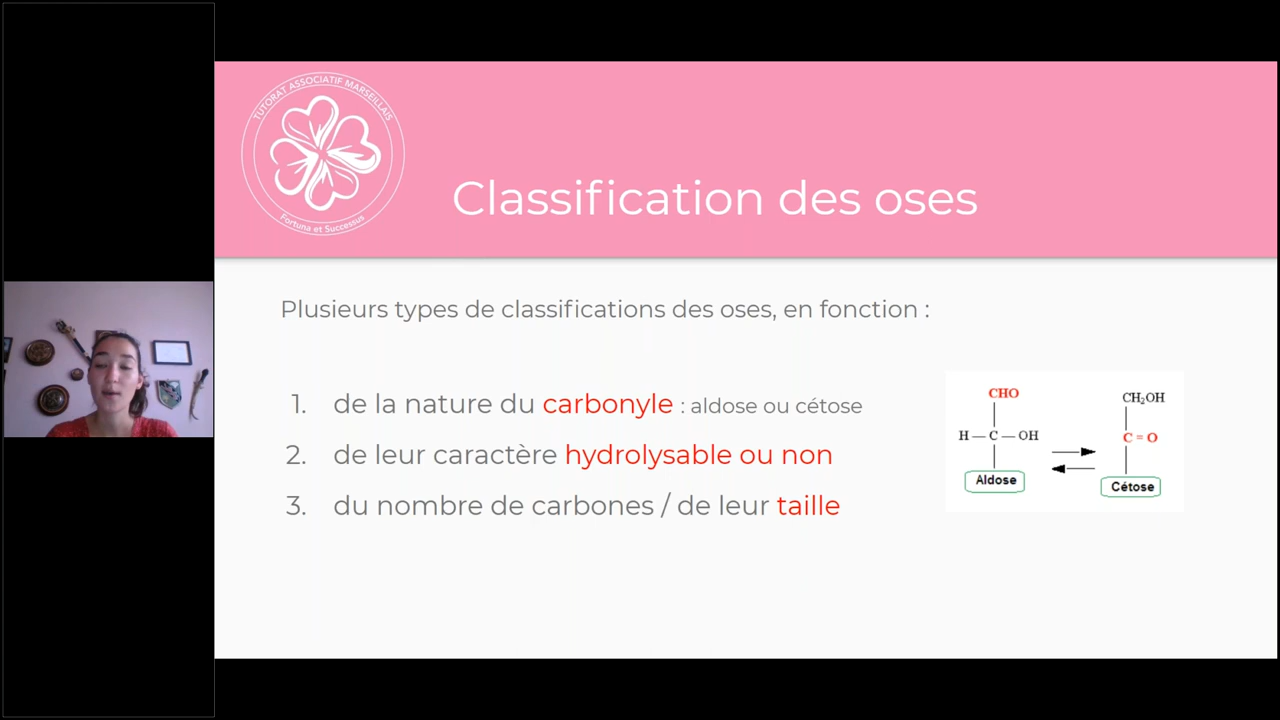 TUTORAT ASSOCIATIF MARSEILLAIS
Fortuna et Successus
Classification des oses
Plusieurs types de classifications des oses, en fonction :
1. de la nature du carbonyle : aldose ou cétose
2. de leur caractère hydrolysable ou non
3. du nombre de carbones / de leur taille
CHO
H — C — OH
Aldose
CH₂OH
C = O
Cétose